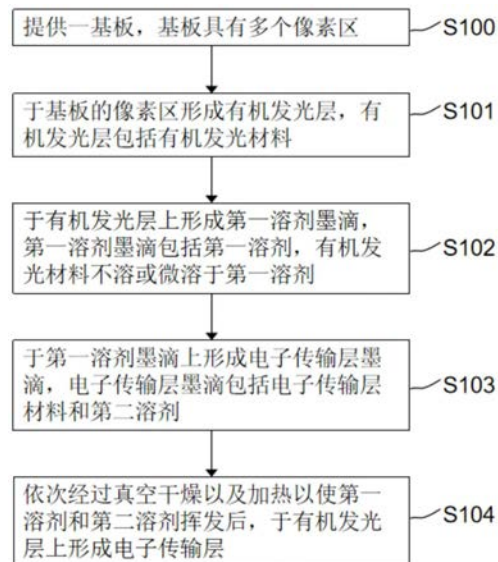 提供一基板，基板具有多个像素区
S100
于基板的像素区形成有机发光层，有
机发光层包括有机发光材料
S101
于有机发光层上形成第一溶剂墨滴，
第一溶剂墨滴包括第一溶剂，有机发
光材料不溶或微溶于第一溶剂
S102
于第一溶剂墨滴上形成电子传输层墨
滴，电子传输层墨滴包括电子传输层
材料和第二溶剂
S103
依次经过真空干燥以及加热以使第一
溶剂和第二溶剂挥发后，于有机发光
层上形成电子传输层
S104